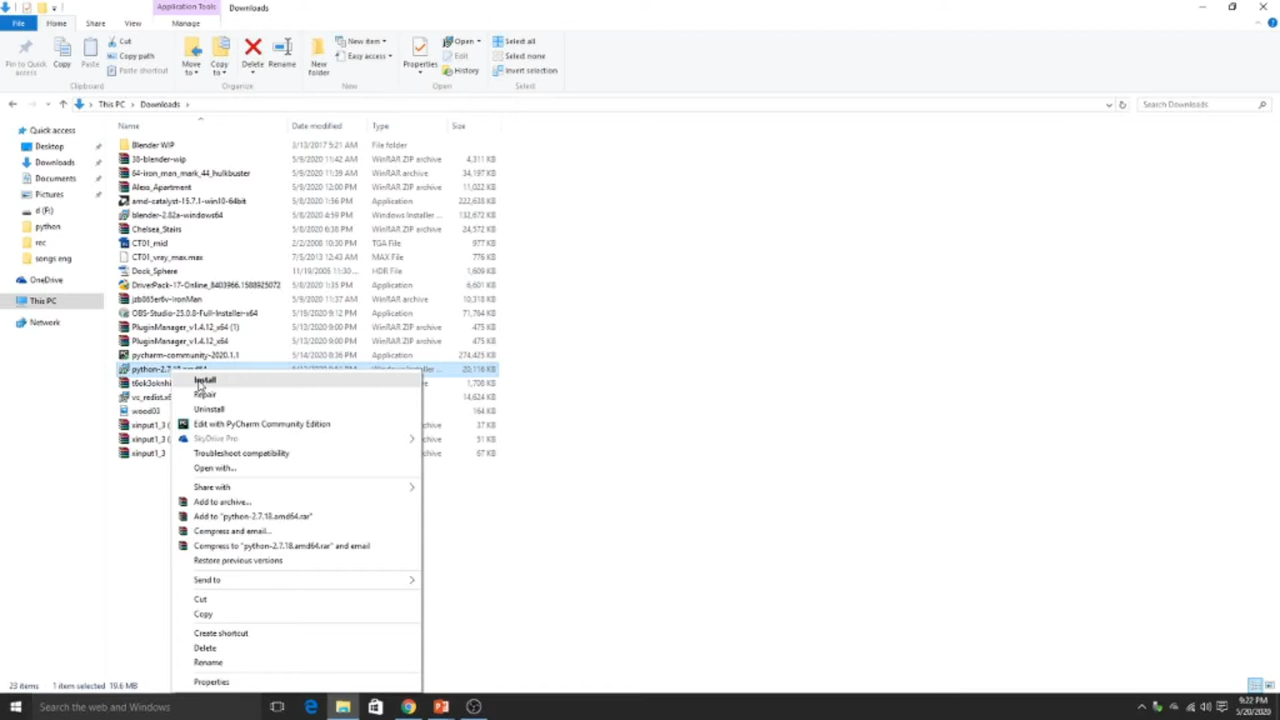 Application Tools
Downloads
File
Home
Share
View
Manage
Pin to Quick access
Copy
Paste
Cut
Copy path
Paste shortcut
Clipboard
Move to
Copy to
Delete
Rename
Organize
New folder
New item
Easy access
New
Properties
Open
Edit
History
Open
Select all
Select none
Invert selection
Select
This PC
Downloads
Search Downloads
Name
Date modified
Type
Size
Quick access
Desktop
Downloads
Documents
Pictures
d (F:)
python
rec
songs eng
OneDrive
This PC
Network
Blender WIP 3/13/2017 5:21 AM File folder
38-blender-wip 5/9/2020 11:42 AM WinRAR ZIP archive 4,311 KB
64-iron_man_mark_44_hulkbuster 5/9/2020 11:39 AM WinRAR archive 34,197 KB
Alexs_Apartment 5/9/2020 12:00 PM WinRAR ZIP archive 11,022 KB
amd-catalyst-15.7.1-win10-64bit 5/8/2020 1:56 PM Application 222,638 KB
blender-2.82a-windows64 5/8/2020 4:59 PM Windows Installer ... 132,672 KB
Chelsea_Stairs 5/9/2020 6:38 PM WinRAR ZIP archive 24,572 KB
CT01_mid 2/2/2008 10:30 PM TGA File 977 KB
CT01_vray_max.max 7/5/2013 12:43 AM MAX File 776 KB
Dock_Sphere 11/19/2005 11:30 ... HDR File 1,609 KB
DriverPack-17-Online_8403966.1588925072 5/8/2020 1:35 PM Application 6,601 KB
jzb865er6v-IronMan 5/9/2020 11:37 AM WinRAR archive 10,318 KB
OBS-Studio-25.0.8-Full-Installer-x64 5/19/2020 9:12 PM Application 71,784 KB
PluginManager_v1.4.12_x64 (1) 5/13/2020 9:00 PM WinRAR ZIP archive 475 KB
PluginManager_v1.4.12_x64 5/13/2020 9:00 PM WinRAR ZIP archive 475 KB
pycharm-community-2020.1.1 5/14/2020 8:36 PM Application 274,425 KB
python-2.7.18.amd64 Windows Installer ... 20,116 KB
t6ok3oknhi 1,708 KB
vc_redist.x6 14,624 KB
wood03 164 KB
xinput1_3 ( 37 KB
xinput1_3 ( 51 KB
xinput1_3 67 KB
Install
Repair
Uninstall
Edit with PyCharm Community Edition
SkyDrive Pro
Troubleshoot compatibility
Open with...
Share with
Add to archive...
Add to "python-2.7.18.amd64.rar"
Compress and email...
Compress to "python-2.7.18.amd64.rar" and email
Restore previous versions
Send to
Cut
Copy
Create shortcut
Delete
Rename
Properties
23 items
1 item selected 19.6 MB
Search the web and Windows
9:22 PM
5/20/2020